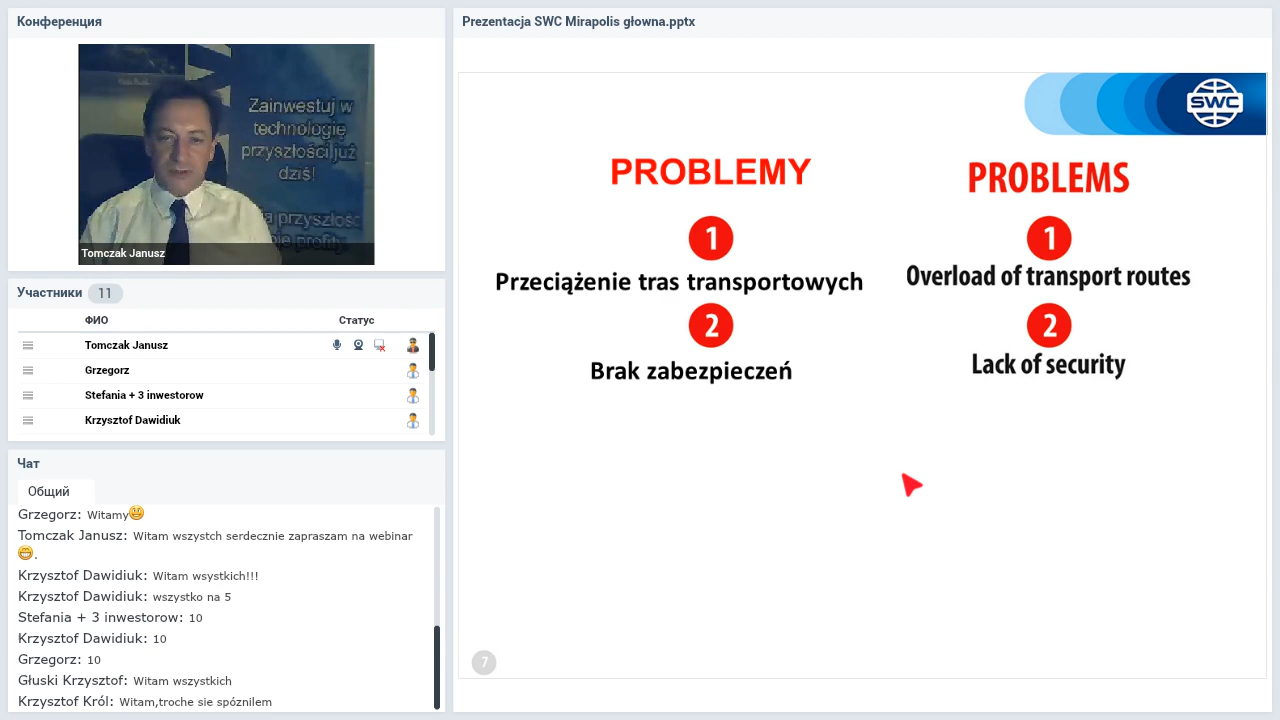 Конференция
Zainwestuj w
technologię
przyszłości już
dziś!
Tomczak Janusz
Участники 11
ФИО Статус
Tomczak Janusz
Grzegorz
Stefania + 3 inwestorow
Krzysztof Dawidiuk
Чат
Общий
Grzegorz: Witamy
Tomczak Janusz: Witam wszystch serdecznie zapraszam na webinar
.
Krzysztof Dawidiuk: Witam wsystkich!!!
Krzysztof Dawidiuk: wszystko na 5
Stefania + 3 inwestorow: 10
Krzysztof Dawidiuk: 10
Grzegorz: 10
Głuski Krzysztof: Witam wszystkich
Krzysztof Król: Witam,troche sie spóznilem
Prezentacja SWC Mirapolis głowna.pptx
SWC
PROBLEMY
1
Przeciążenie tras transportowych
2
Brak zabezpieczeń
PROBLEMS
1
Overload of transport routes
2
Lack of security
7